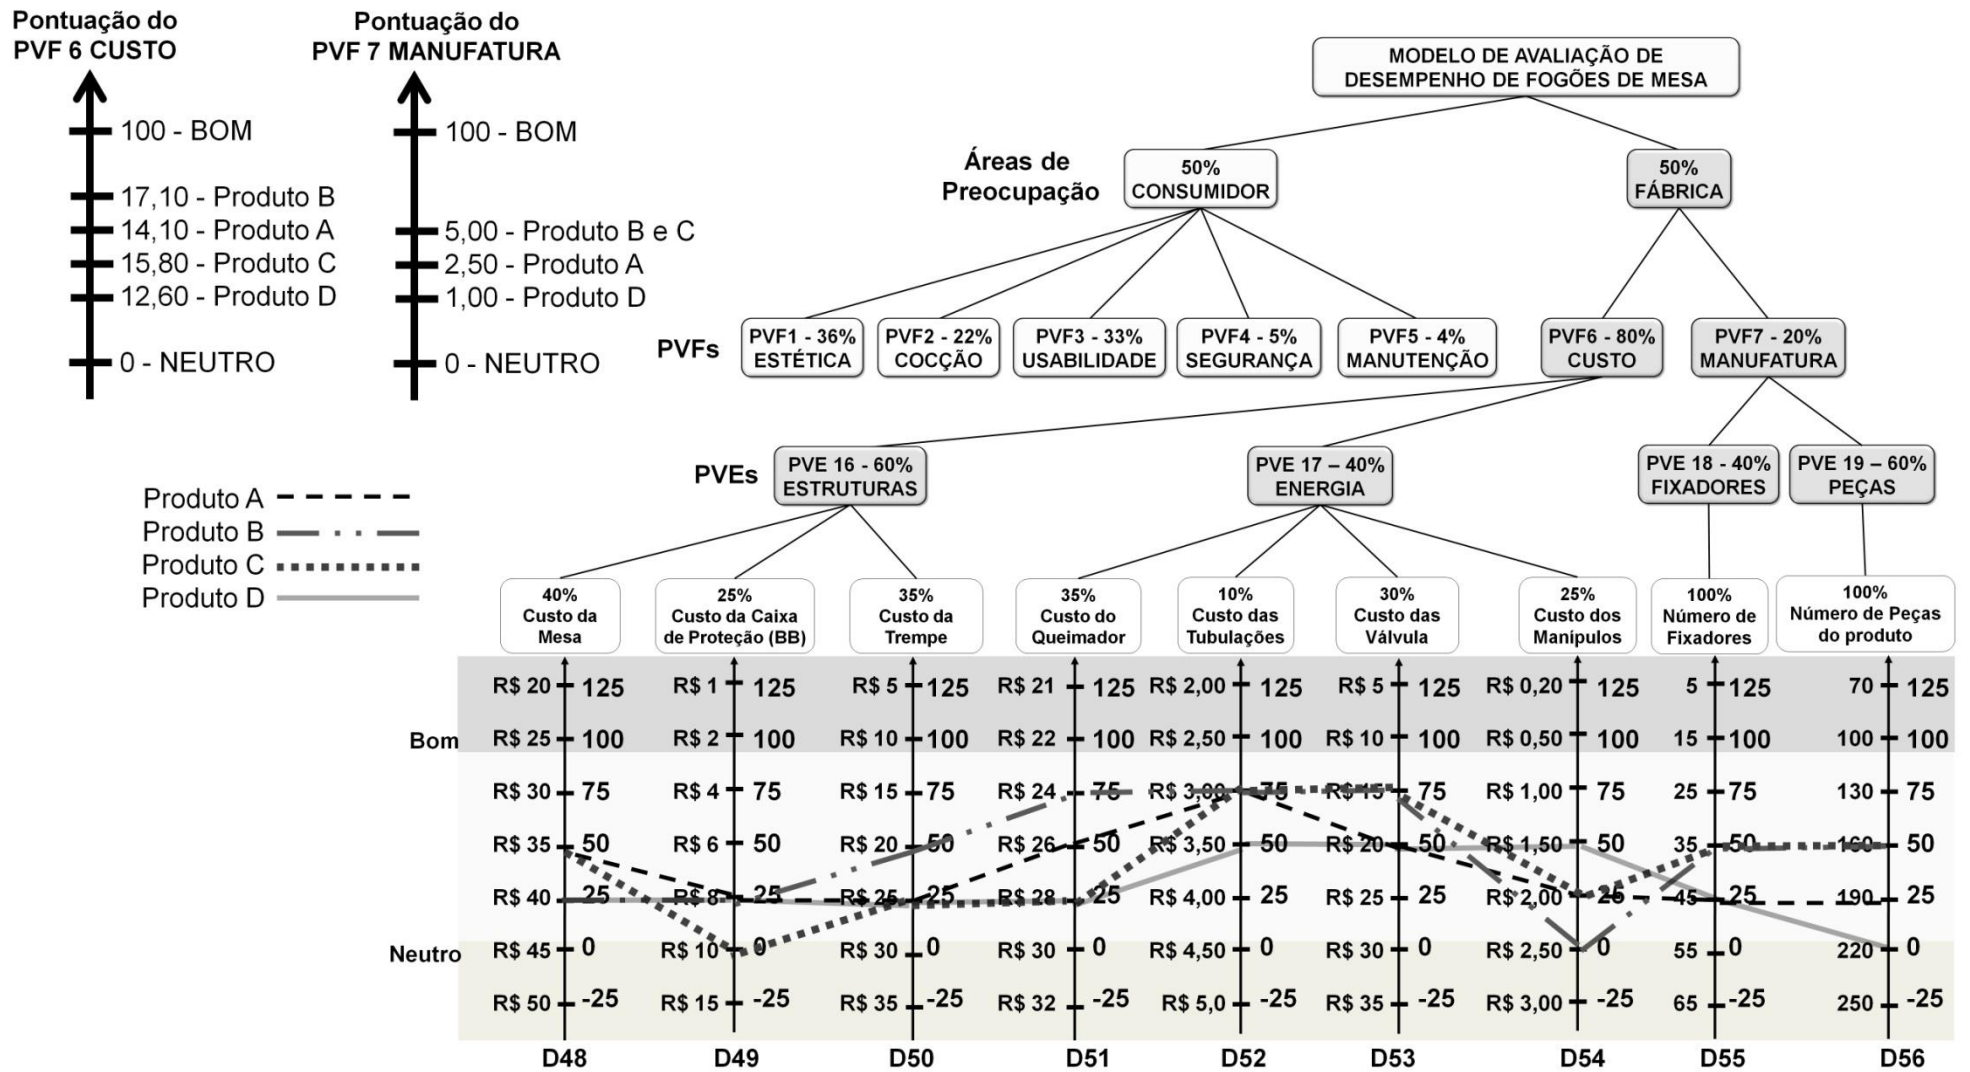 Pontuação do
PVF 6 CUSTO
100 - BOM
17,10 - Produto B
14,10 - Produto A
15,80 - Produto C
12,60 - Produto D
0 - NEUTRO
Pontuação do
PVF 7 MANUFATURA
100 - BOM
5,00 - Produto B e C
2,50 - Produto A
1,00 - Produto D
0 - NEUTRO
MODELO DE AVALIAÇÃO DE
DESEMPENHO DE FOGÕES DE MESA
Áreas de
Preocupação
50%
CONSUMIDOR
50%
FÁBRICA
PVFs
PVF1 - 36%
ESTÉTICA
PVF2 - 22%
COCÇÃO
PVF3 - 33%
USABILIDADE
PVF4 - 5%
SEGURANÇA
PVF5 - 4%
MANUTENÇÃO
PVF6 - 80%
CUSTO
PVF7 - 20%
MANUFATURA
PVEs
PVE 16 - 60%
ESTRUTURAS
PVE 17 – 40%
ENERGIA
PVE 18 - 40%
FIXADORES
PVE 19 – 60%
PEÇAS
Produto A
Produto B
Produto C
Produto D
40%
Custo da
Mesa
25%
Custo da Caixa
de Proteção (BB)
35%
Custo da
Trempe
35%
Custo do
Queimador
10%
Custo das
Tubulações
30%
Custo das
Válvula
25%
Custo dos
Manípulos
100%
Número de
Fixadores
100%
Número de Peças
do produto
R$ 20 125 R$ 1 125 R$ 5 125 R$ 21 125 R$ 2,00 125 R$ 5 125 R$ 0,20 125 5 125 70 125
Bom R$ 25 100 R$ 2 100 R$ 10 100 R$ 22 100 R$ 2,50 100 R$ 10 100 R$ 0,50 100 15 100 100 100
R$ 30 75 R$ 4 75 R$ 15 75 R$ 24 75 R$ 3,00 75 R$ 15 75 R$ 1,00 75 25 75 130 75
R$ 35 50 R$ 6 50 R$ 20 50 R$ 26 50 R$ 3,50 50 R$ 20 50 R$ 1,50 50 35 50 160 50
R$ 40 25 R$ 8 25 R$ 25 25 R$ 28 25 R$ 4,00 25 R$ 25 25 R$ 2,00 25 45 25 190 25
Neutro R$ 45 0 R$ 10 0 R$ 30 0 R$ 30 0 R$ 4,50 0 R$ 30 0 R$ 2,50 0 55 0 220 0
R$ 50 -25 R$ 15 -25 R$ 35 -25 R$ 32 -25 R$ 5,0 -25 R$ 35 -25 R$ 3,00 -25 65 -25 250 -25
D48 D49 D50 D51 D52 D53 D54 D55 D56